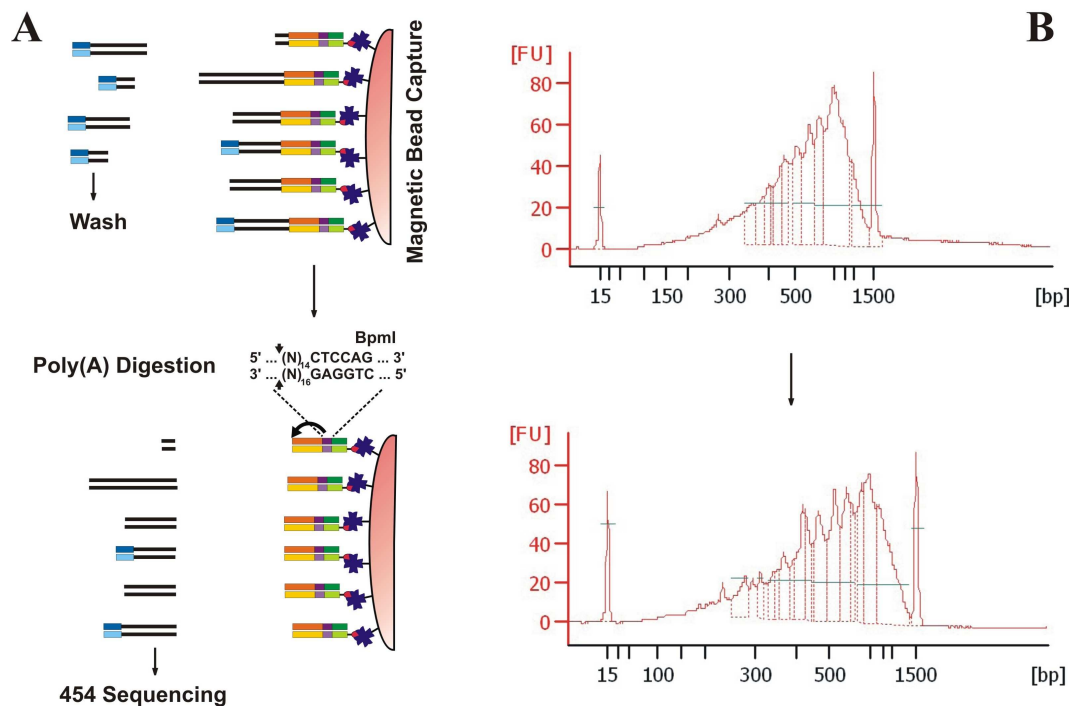 A
Magnetic Bead Capture
Wash
BpmI
Poly(A) Digestion
5' ... (N)14CTCCAG ... 3'
3' ... (N)16GAGGTC ... 5'
454 Sequencing
B
[FU]
80
60
40
20
0
15 150 300 500 1500 [bp]
[FU]
80
60
40
20
0
15 100 300 500 1500 [bp]